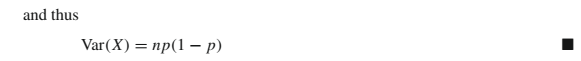 and thus
Var(X) = np(1 − p) ■